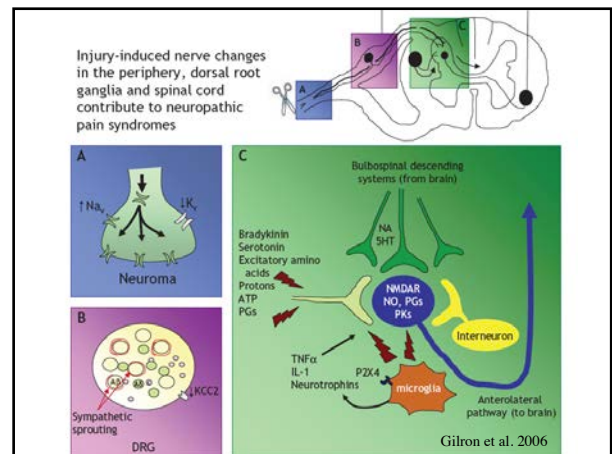 Injury-induced nerve changes
in the periphery, dorsal root
ganglia and spinal cord
contribute to neuropathic
pain syndromes
A
B
C
A
↑Nav
↓Kv
Neuroma
B
Aβ
Aβ
↓KCC2
Sympathetic
sprouting
DRG
C
Bulbospinal descending
systems (from brain)
NA
5HT
Bradykinin
Serotonin
Excitatory amino
acids
Protons
ATP
PGs
NMDAR
NO, PGs
PKs
Interneuron
TNFα
IL-1
Neurotrophins
P2X4
microglia
Anterolateral
pathway (to brain)
Gilron et al. 2006